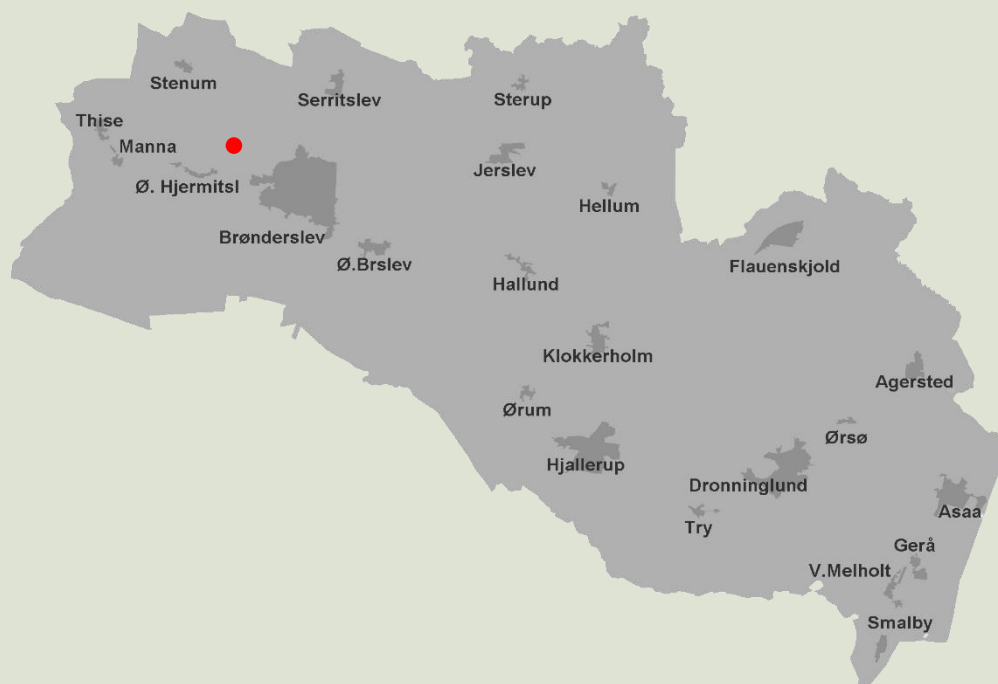 Stenum
Serritslev
Sterup
Thise
Manna
Ø. Hjermitsl
Jerslev
Hellum
Brønderslev
Ø.Brslev
Hallund
Flauenskjold
Klokkerholm
Agersted
Ørum
Ørsø
Hjallerup
Dronninglund
Asaa
Try
Gerå
V.Melholt
Smalby